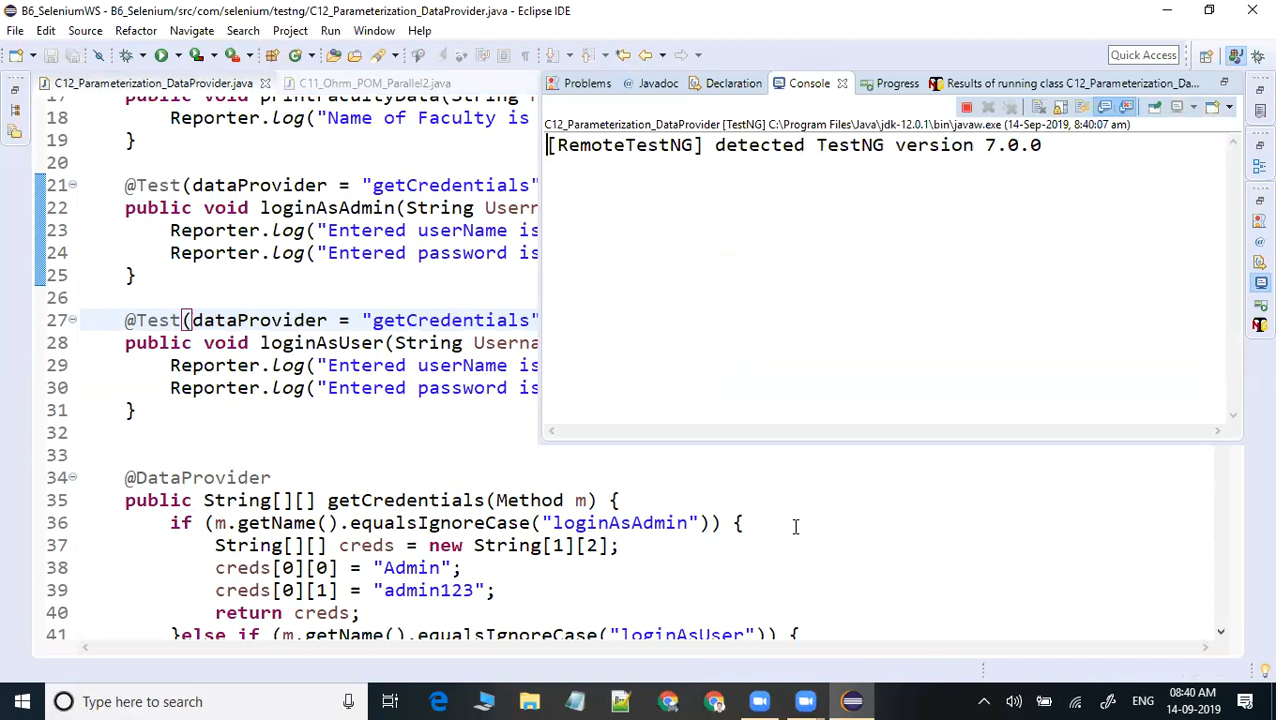 B6_SeleniumWS - B6_Selenium/src/com/selenium/testng/C12_Parameterization_DataProvider.java - Eclipse IDE
File Edit Source Refactor Navigate Search Project Run Window Help
Quick Access
C12_Parameterization_DataProvider.java C11_Ohrm_POM_Parallel2.java
Problems Javadoc Declaration Console Progress Results of running class C12_Parameterization_Da...
C12_Parameterization_DataProvider [TestNG] C:\Program Files\Java\jdk-12.0.1\bin\javaw.exe (14-Sep-2019, 8:40:07 am)
[RemoteTestNG] detected TestNG version 7.0.0
17 public void printFacultyData(String
18 Reporter.log("Name of Faculty is
19 }
20
21 @Test(dataProvider = "getCredentials"
22 public void loginAsAdmin(String Usern
23 Reporter.log("Entered userName is
24 Reporter.log("Entered password is
25 }
26
27 @Test(dataProvider = "getCredentials"
28 public void loginAsUser(String Userna
29 Reporter.log("Entered userName is
30 Reporter.log("Entered password is
31 }
32
33
34 @DataProvider
35 public String[][] getCredentials(Method m) {
36 if (m.getName().equalsIgnoreCase("loginAsAdmin")) {
37 String[][] creds = new String[1][2];
38 creds[0][0] = "Admin";
39 creds[0][1] = "admin123";
40 return creds;
41 }else if (m.getName().equalsIgnoreCase("loginAsUser")) {
Type here to search
ENG
08:40 AM
14-09-2019